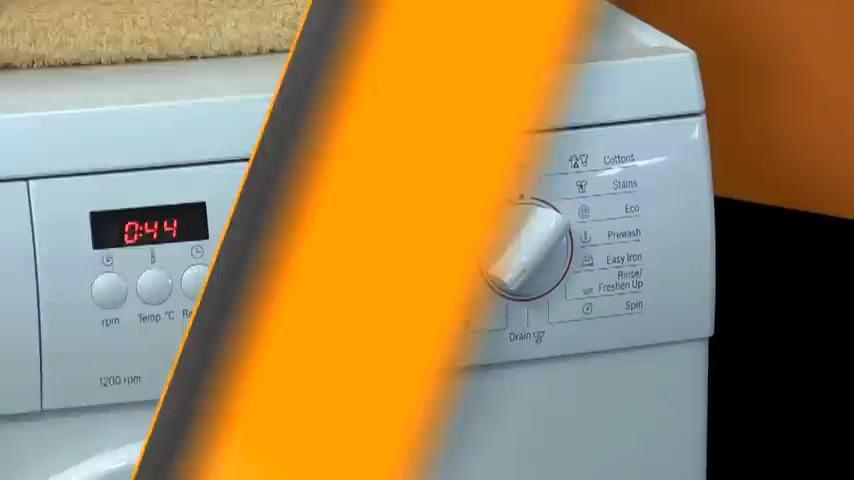 0:44
rpm
Temp.°C
1200 rpm
Cottons
Stains
Eco
Prewash
Easy Iron
Rinse/
Freshen Up
Spin
Drain